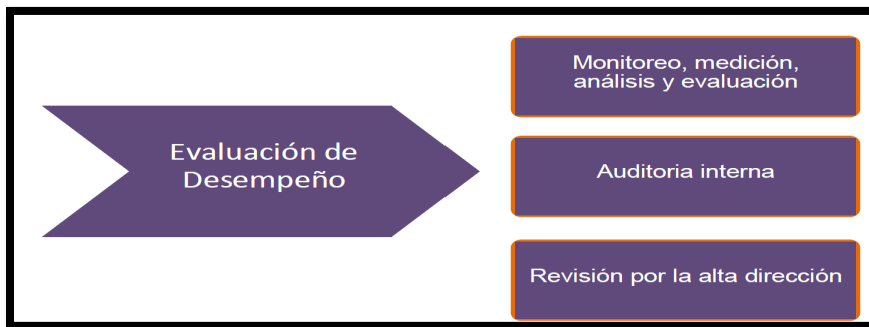 Evaluación de
Desempeño
Monitoreo, medición,
análisis y evaluación
Auditoria interna
Revisión por la alta dirección